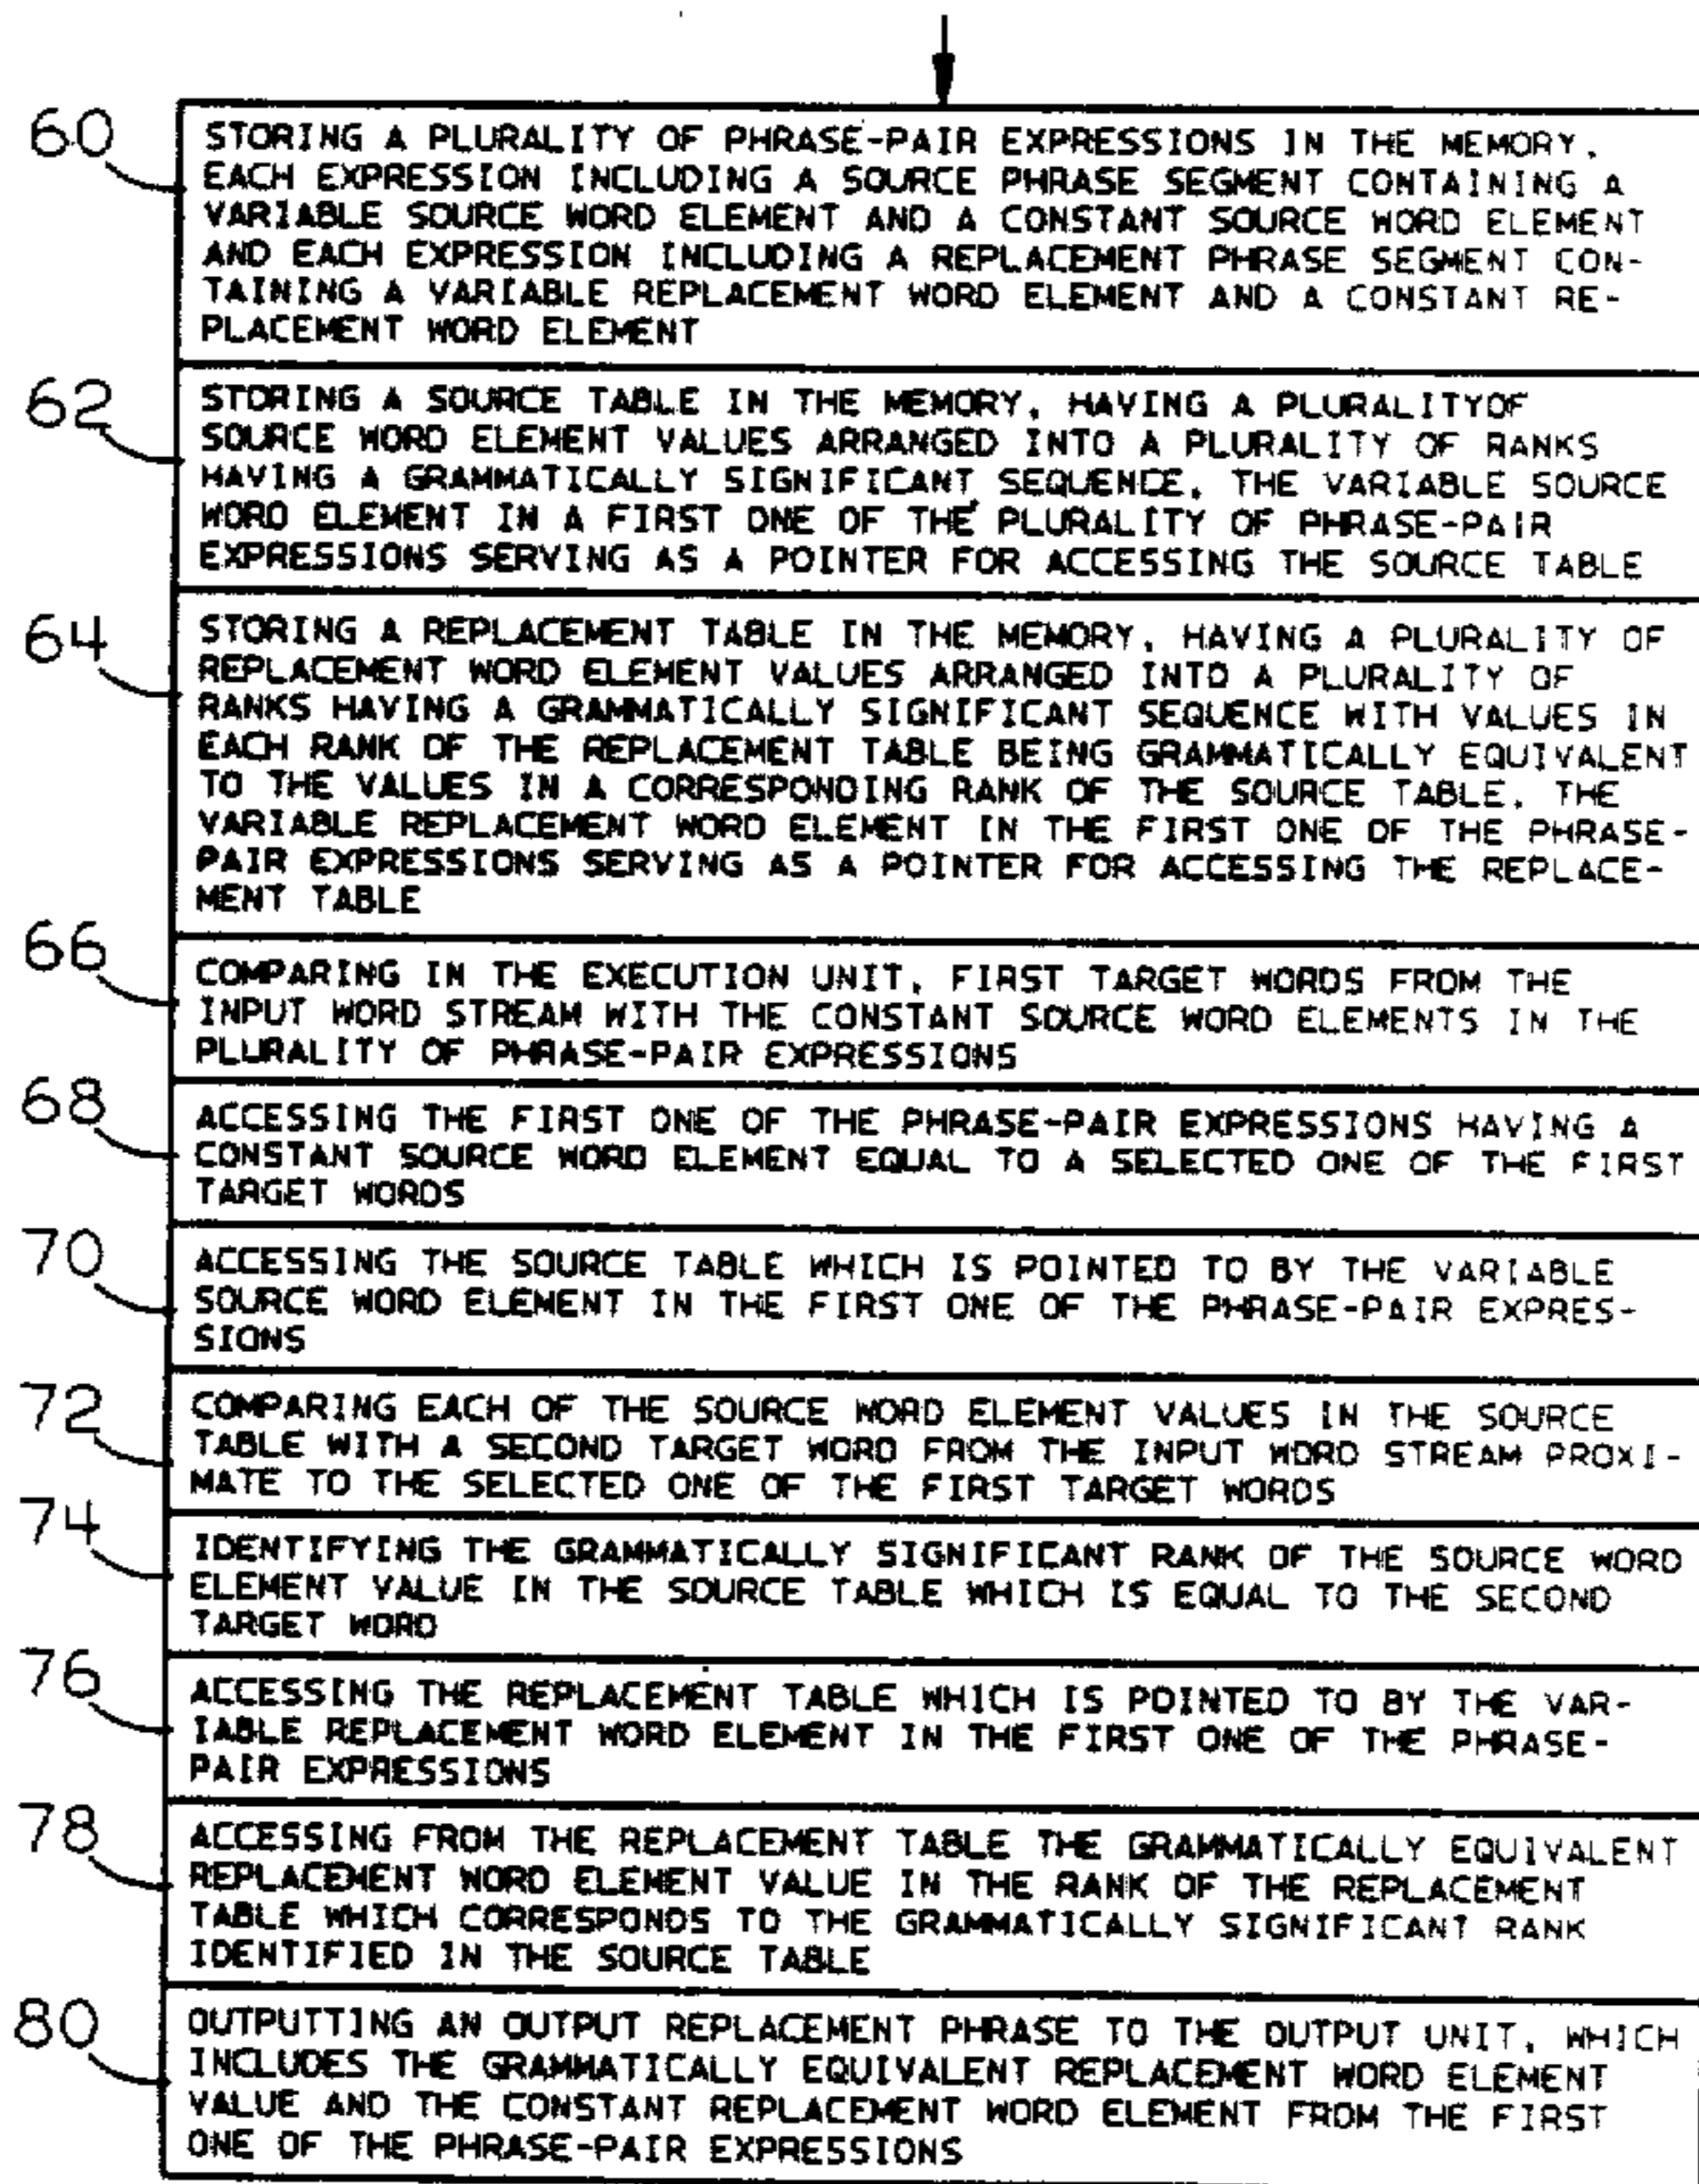 60
STORING A PLURALITY OF PHRASE-PAIR EXPRESSIONS IN THE MEMORY,
EACH EXPRESSION INCLUDING A SOURCE PHRASE SEGMENT CONTAINING A
VARIABLE SOURCE WORD ELEMENT AND A CONSTANT SOURCE WORD ELEMENT
AND EACH EXPRESSION INCLUDING A REPLACEMENT PHRASE SEGMENT CON-
TAINING A VARIABLE REPLACEMENT WORD ELEMENT AND A CONSTANT RE-
PLACEMENT WORD ELEMENT
62
STORING A SOURCE TABLE IN THE MEMORY, HAVING A PLURALITYOF
SOURCE WORD ELEMENT VALUES ARRANGED INTO A PLURALITY OF RANKS
HAVING A GRAMMATICALLY SIGNIFICANT SEQUENCE, THE VARIABLE SOURCE
WORD ELEMENT IN A FIRST ONE OF THE PLURALITY OF PHRASE-PAIR
EXPRESSIONS SERVING AS A POINTER FOR ACCESSING THE SOURCE TABLE
64
STORING A REPLACEMENT TABLE IN THE MEMORY, HAVING A PLURALITY OF
REPLACEMENT WORD ELEMENT VALUES ARRANGED INTO A PLURALITY OF
RANKS HAVING A GRAMMATICALLY SIGNIFICANT SEQUENCE WITH VALUES IN
EACH RANK OF THE REPLACEMENT TABLE BEING GRAMMATICALLY EQUIVALENT
TO THE VALUES IN A CORRESPONDING RANK OF THE SOURCE TABLE, THE
VARIABLE REPLACEMENT WORD ELEMENT IN THE FIRST ONE OF THE PHRASE-
PAIR EXPRESSIONS SERVING AS A POINTER FOR ACCESSING THE REPLACE-
MENT TABLE
66
COMPARING IN THE EXECUTION UNIT, FIRST TARGET WORDS FROM THE
INPUT WORD STREAM WITH THE CONSTANT SOURCE WORD ELEMENTS IN THE
PLURALITY OF PHRASE-PAIR EXPRESSIONS
68
ACCESSING THE FIRST ONE OF THE PHRASE-PAIR EXPRESSIONS HAVING A
CONSTANT SOURCE WORD ELEMENT EQUAL TO A SELECTED ONE OF THE FIRST
TARGET WORDS
70
ACCESSING THE SOURCE TABLE WHICH IS POINTED TO BY THE VARIABLE
SOURCE WORD ELEMENT IN THE FIRST ONE OF THE PHRASE-PAIR EXPRES-
SIONS
72
COMPARING EACH OF THE SOURCE WORD ELEMENT VALUES IN THE SOURCE
TABLE WITH A SECOND TARGET WORD FROM THE INPUT WORD STREAM PROXI-
MATE TO THE SELECTED ONE OF THE FIRST TARGET WORDS
74
IDENTIFYING THE GRAMMATICALLY SIGNIFICANT RANK OF THE SOURCE WORD
ELEMENT VALUE IN THE SOURCE TABLE WHICH IS EQUAL TO THE SECOND
TARGET WORD
76
ACCESSING THE REPLACEMENT TABLE WHICH IS POINTED TO BY THE VAR-
IABLE REPLACEMENT WORD ELEMENT IN THE FIRST ONE OF THE PHRASE-
PAIR EXPRESSIONS
78
ACCESSING FROM THE REPLACEMENT TABLE THE GRAMMATICALLY EQUIVALENT
REPLACEMENT WORD ELEMENT VALUE IN THE RANK OF THE REPLACEMENT
TABLE WHICH CORRESPONDS TO THE GRAMMATICALLY SIGNIFICANT RANK
IDENTIFIED IN THE SOURCE TABLE
80
OUTPUTTING AN OUTPUT REPLACEMENT PHRASE TO THE OUTPUT UNIT, WHICH
INCLUDES THE GRAMMATICALLY EQUIVALENT REPLACEMENT WORD ELEMENT
VALUE AND THE CONSTANT REPLACEMENT WORD ELEMENT FROM THE FIRST
ONE OF THE PHRASE-PAIR EXPRESSIONS